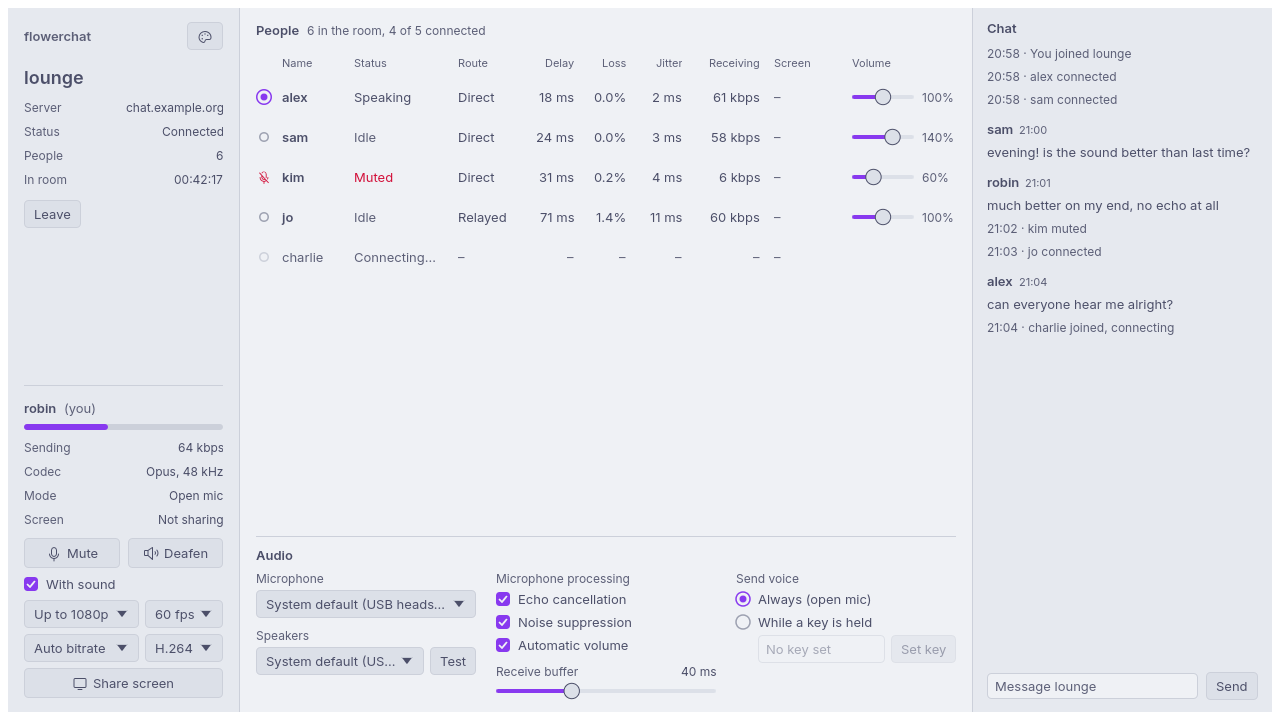 flowerchat
lounge
Server chat.example.org
Status Connected
People 6
In room 00:42:17
Leave
robin (you)
Sending 64 kbps
Codec Opus, 48 kHz
Mode Open mic
Screen Not sharing
Mute Deafen
With sound
Up to 1080p 60 fps
Auto bitrate H.264
Share screen
People 6 in the room, 4 of 5 connected
Name Status Route Delay Loss Jitter Receiving Screen Volume
alex Speaking Direct 18 ms 0.0% 2 ms 61 kbps – 100%
sam Idle Direct 24 ms 0.0% 3 ms 58 kbps – 140%
kim Muted Direct 31 ms 0.2% 4 ms 6 kbps – 60%
jo Idle Relayed 71 ms 1.4% 11 ms 60 kbps – 100%
charlie Connecting... – – – – – –
Audio
Microphone
System default (USB heads...
Speakers
System default (US... Test
Microphone processing
Echo cancellation
Noise suppression
Automatic volume
Receive buffer 40 ms
Send voice
Always (open mic)
While a key is held
No key set Set key
Chat
20:58 · You joined lounge
20:58 · alex connected
20:58 · sam connected
sam 21:00
evening! is the sound better than last time?
robin 21:01
much better on my end, no echo at all
21:02 · kim muted
21:03 · jo connected
alex 21:04
can everyone hear me alright?
21:04 · charlie joined, connecting
Message lounge Send